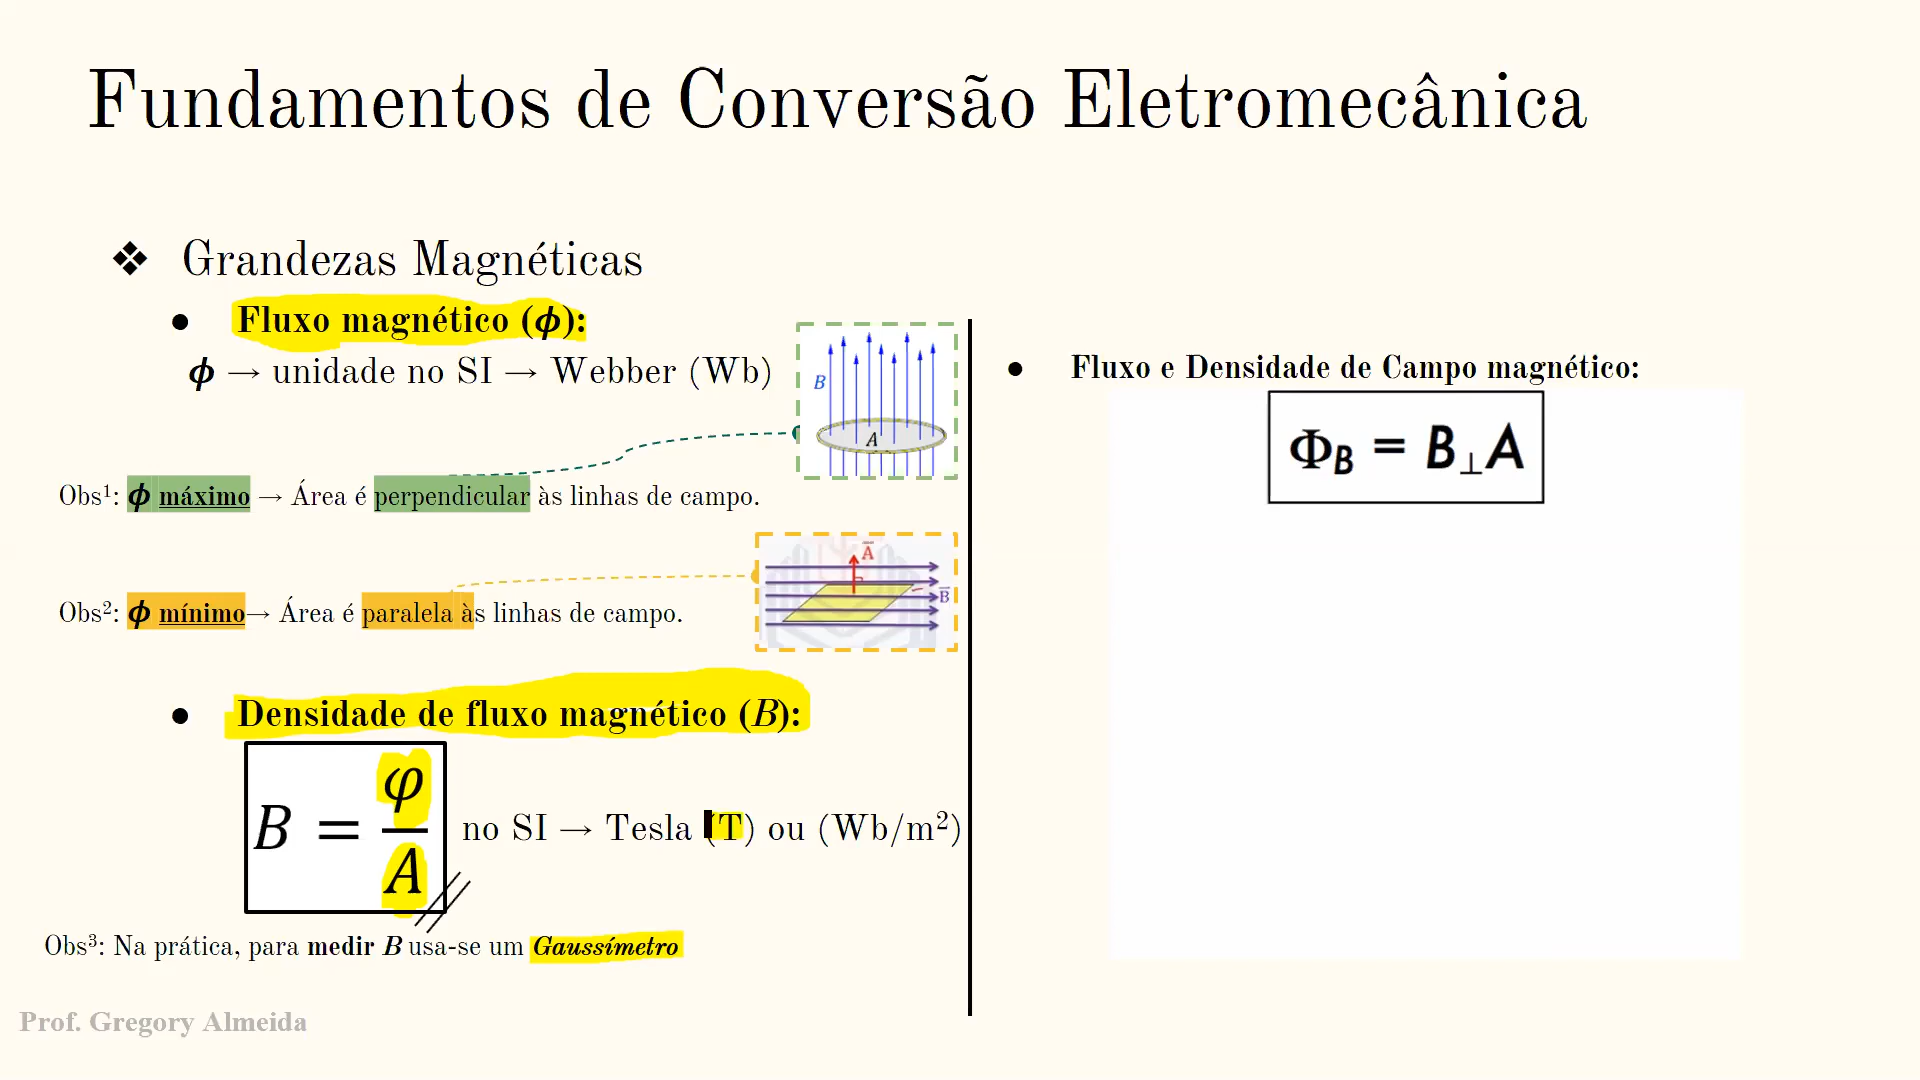 Fundamentos de Conversão Eletromecânica
❖ Grandezas Magnéticas
● Fluxo magnético (ϕ):
ϕ → unidade no SI → Webber (Wb)
B
A
Obs¹: ϕ máximo → Área é perpendicular às linhas de campo.
A
B
Obs²: ϕ mínimo→ Área é paralela às linhas de campo.
● Densidade de fluxo magnético (B):
B = φ/A
no SI → Tesla (T) ou (Wb/m²)
Obs³: Na prática, para medir B usa-se um Gaussímetro
● Fluxo e Densidade de Campo magnético:
Φ_B = B⊥A
Prof. Gregory Almeida